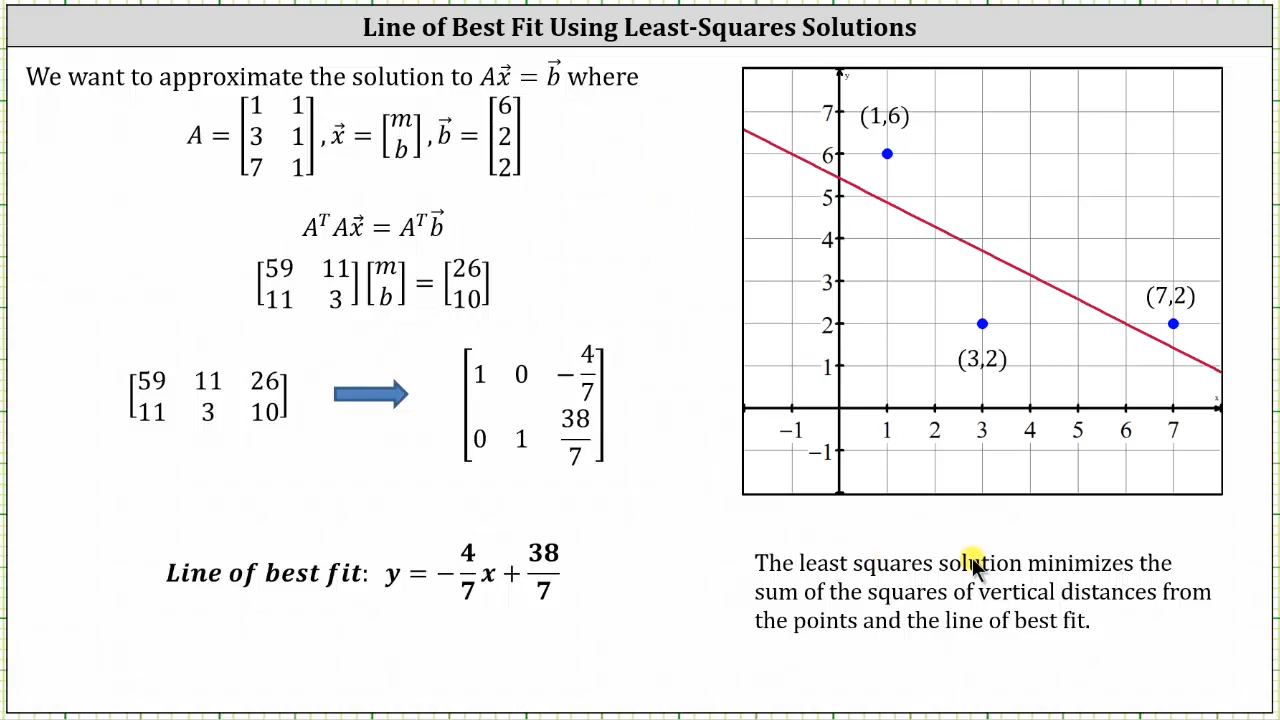 Line of Best Fit Using Least-Squares Solutions
We want to approximate the solution to Ax⃗ = b⃗ where
A = [1 1; 3 1; 7 1], x⃗ = [m; b], b⃗ = [6; 2; 2]
AᵀAx⃗ = Aᵀb⃗
[59 11; 11 3][m; b] = [26; 10]
[59 11 26; 11 3 10] [1 0 −4/7; 0 1 38/7]
Line of best fit: y = −4/7 x + 38/7
y
7
6
5
4
3
2
1
−1
−1 1 2 3 4 5 6 7
x
(1,6)
(7,2)
(3,2)
The least squares solution minimizes the
sum of the squares of vertical distances from
the points and the line of best fit.